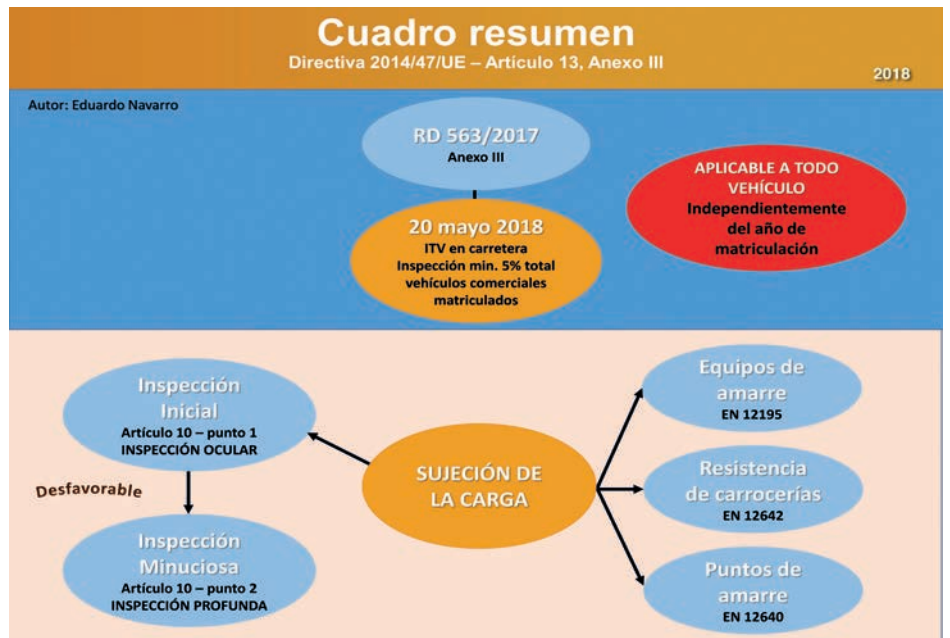 Cuadro resumen
Directiva 2014/47/UE – Artículo 13, Anexo III
2018
Autor: Eduardo Navarro
RD 563/2017
Anexo III
20 mayo 2018
ITV en carretera
Inspección min. 5% total
vehículos comerciales
matriculados
APLICABLE A TODO
VEHÍCULO
Independientemente
del año de
matriculación
Inspección
Inicial
Artículo 10 – punto 1
INSPECCIÓN OCULAR
Desfavorable
Inspección
Minuciosa
Artículo 10 – punto 2
INSPECCIÓN PROFUNDA
SUJECIÓN DE
LA CARGA
Equipos de
amarre
EN 12195
Resistencia
de carrocerías
EN 12642
Puntos de
amarre
EN 12640